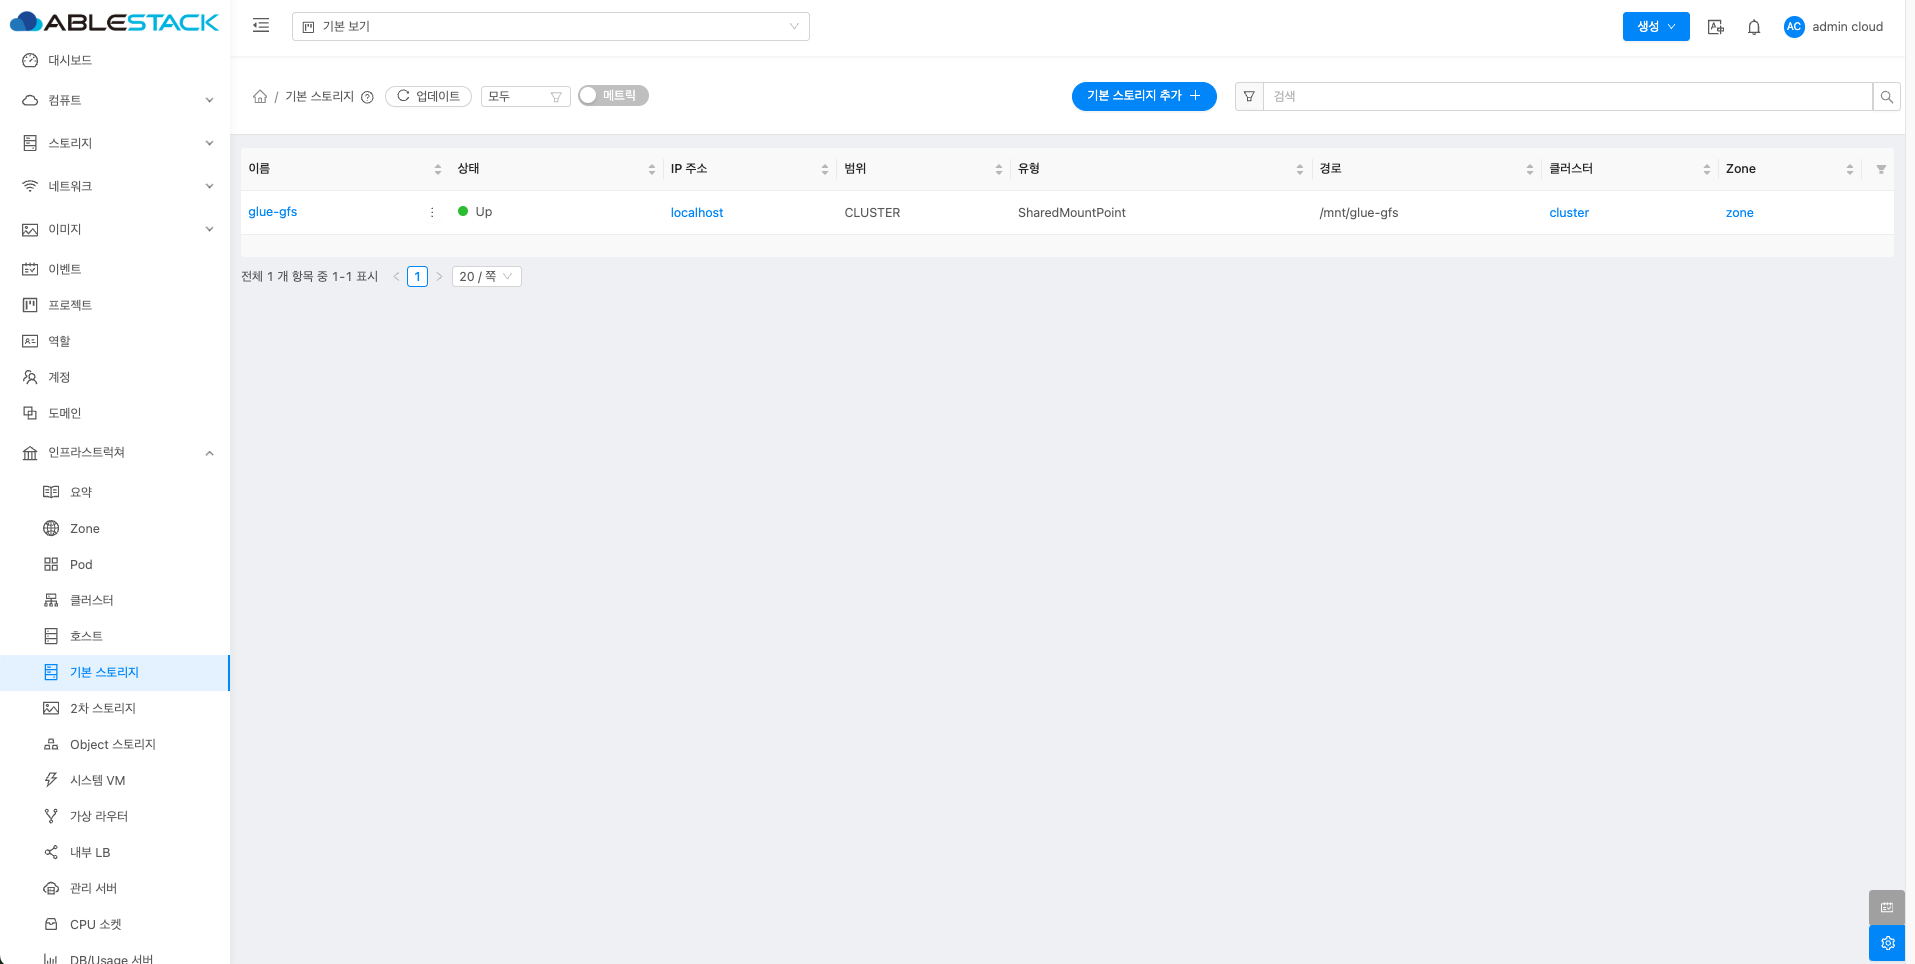 ABLESTACK
기본 보기
생성
AC admin cloud
대시보드
컴퓨트
스토리지
네트워크
이미지
이벤트
프로젝트
역할
계정
도메인
인프라스트럭쳐
요약
Zone
Pod
클러스터
호스트
기본 스토리지
2차 스토리지
Object 스토리지
시스템 VM
가상 라우터
내부 LB
관리 서버
CPU 소켓
DB/Usage 서버
/ 기본 스토리지 업데이트 모두 메트릭
기본 스토리지 추가 +
검색
이름 상태 IP 주소 범위 유형 경로 클러스터 Zone
glue-gfs Up localhost CLUSTER SharedMountPoint /mnt/glue-gfs cluster zone
전체 1 개 항목 중 1-1 표시 < 1 > 20 / 쪽